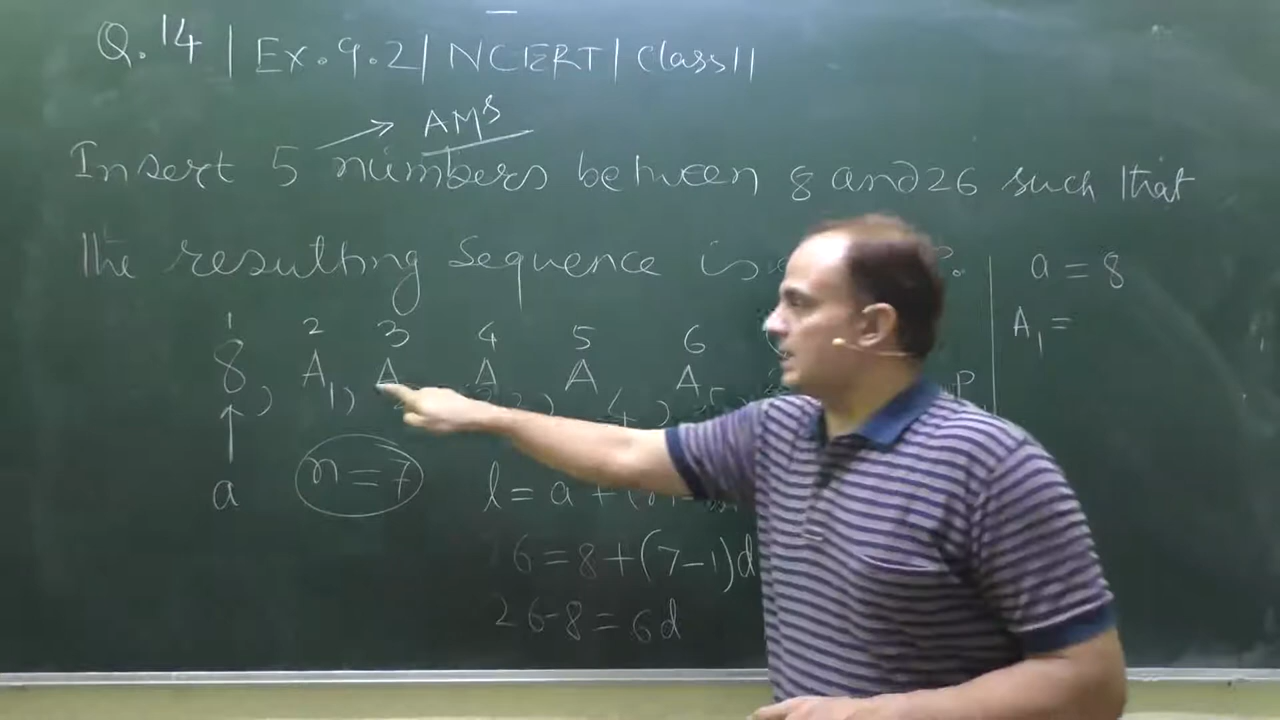 Q.14 | Ex.9.2 | NCERT | Class 11
AMs
Insert 5 numbers between 8 and 26 such that
the resulting sequence is
a = 8
A₁ =
1 2 3 4 5 6
8, A₁, A A A A
P
a
n = 7
l = a + (n-
6 = 8 + (7-1)d
26-8 = 6d